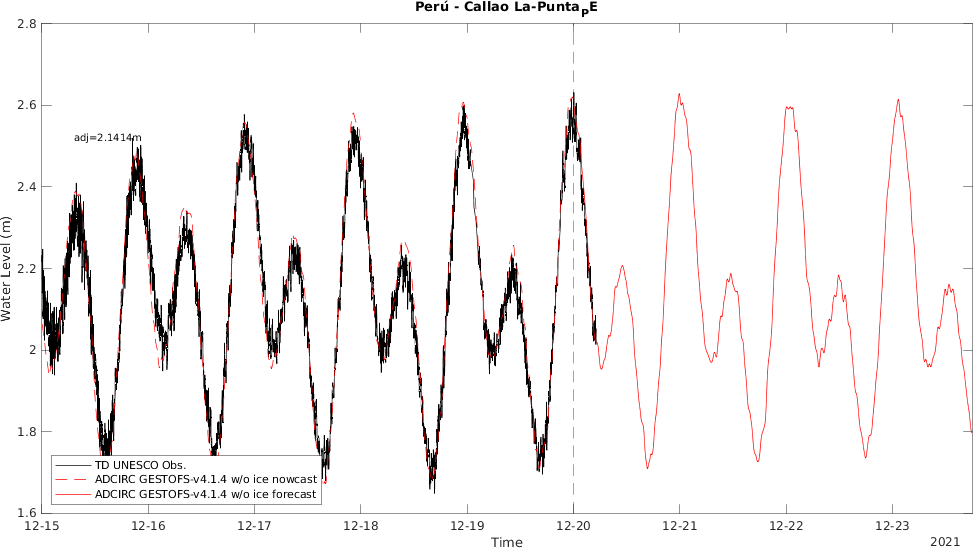 Perú - Callao La-Punta_PE
2.8
2.6
adj=2.1414m
2.4
2.2
Water Level (m)
2
1.8
TD UNESCO Obs.
ADCIRC GESTOFS-v4.1.4 w/o ice nowcast
ADCIRC GESTOFS-v4.1.4 w/o ice forecast
1.6
12-15 12-16 12-17 12-18 12-19 12-20 12-21 12-22 12-23
Time
2021